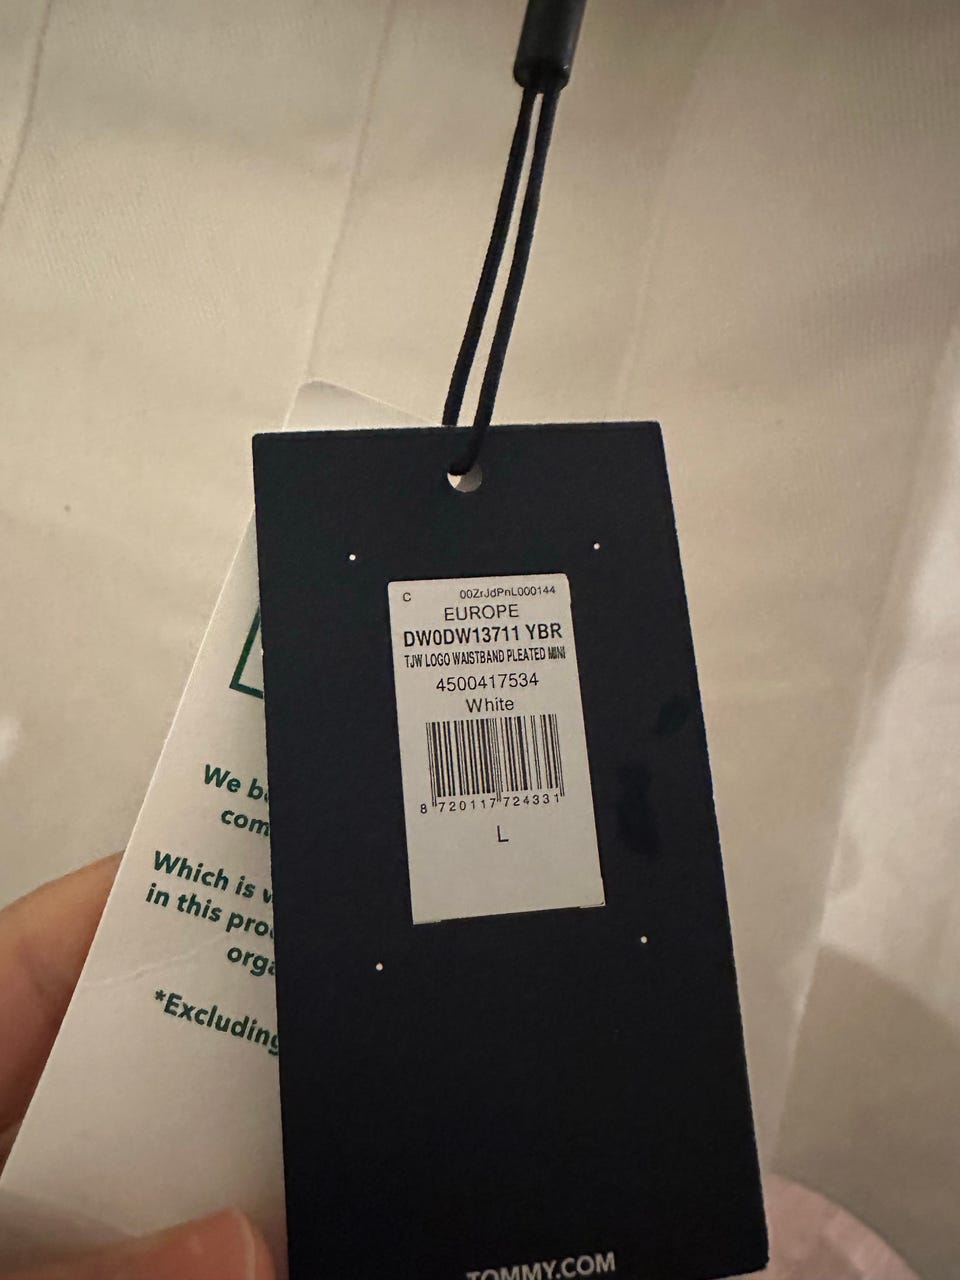 C 00ZrJdPnL000144
EUROPE
DW0DW13711 YBR
TJW LOGO WAISTBAND PLEATED MINI
4500417534
White
8 720117 724331
L
TOMMY.COM
We b
com
Which is
in this pro
orga
*Excluding